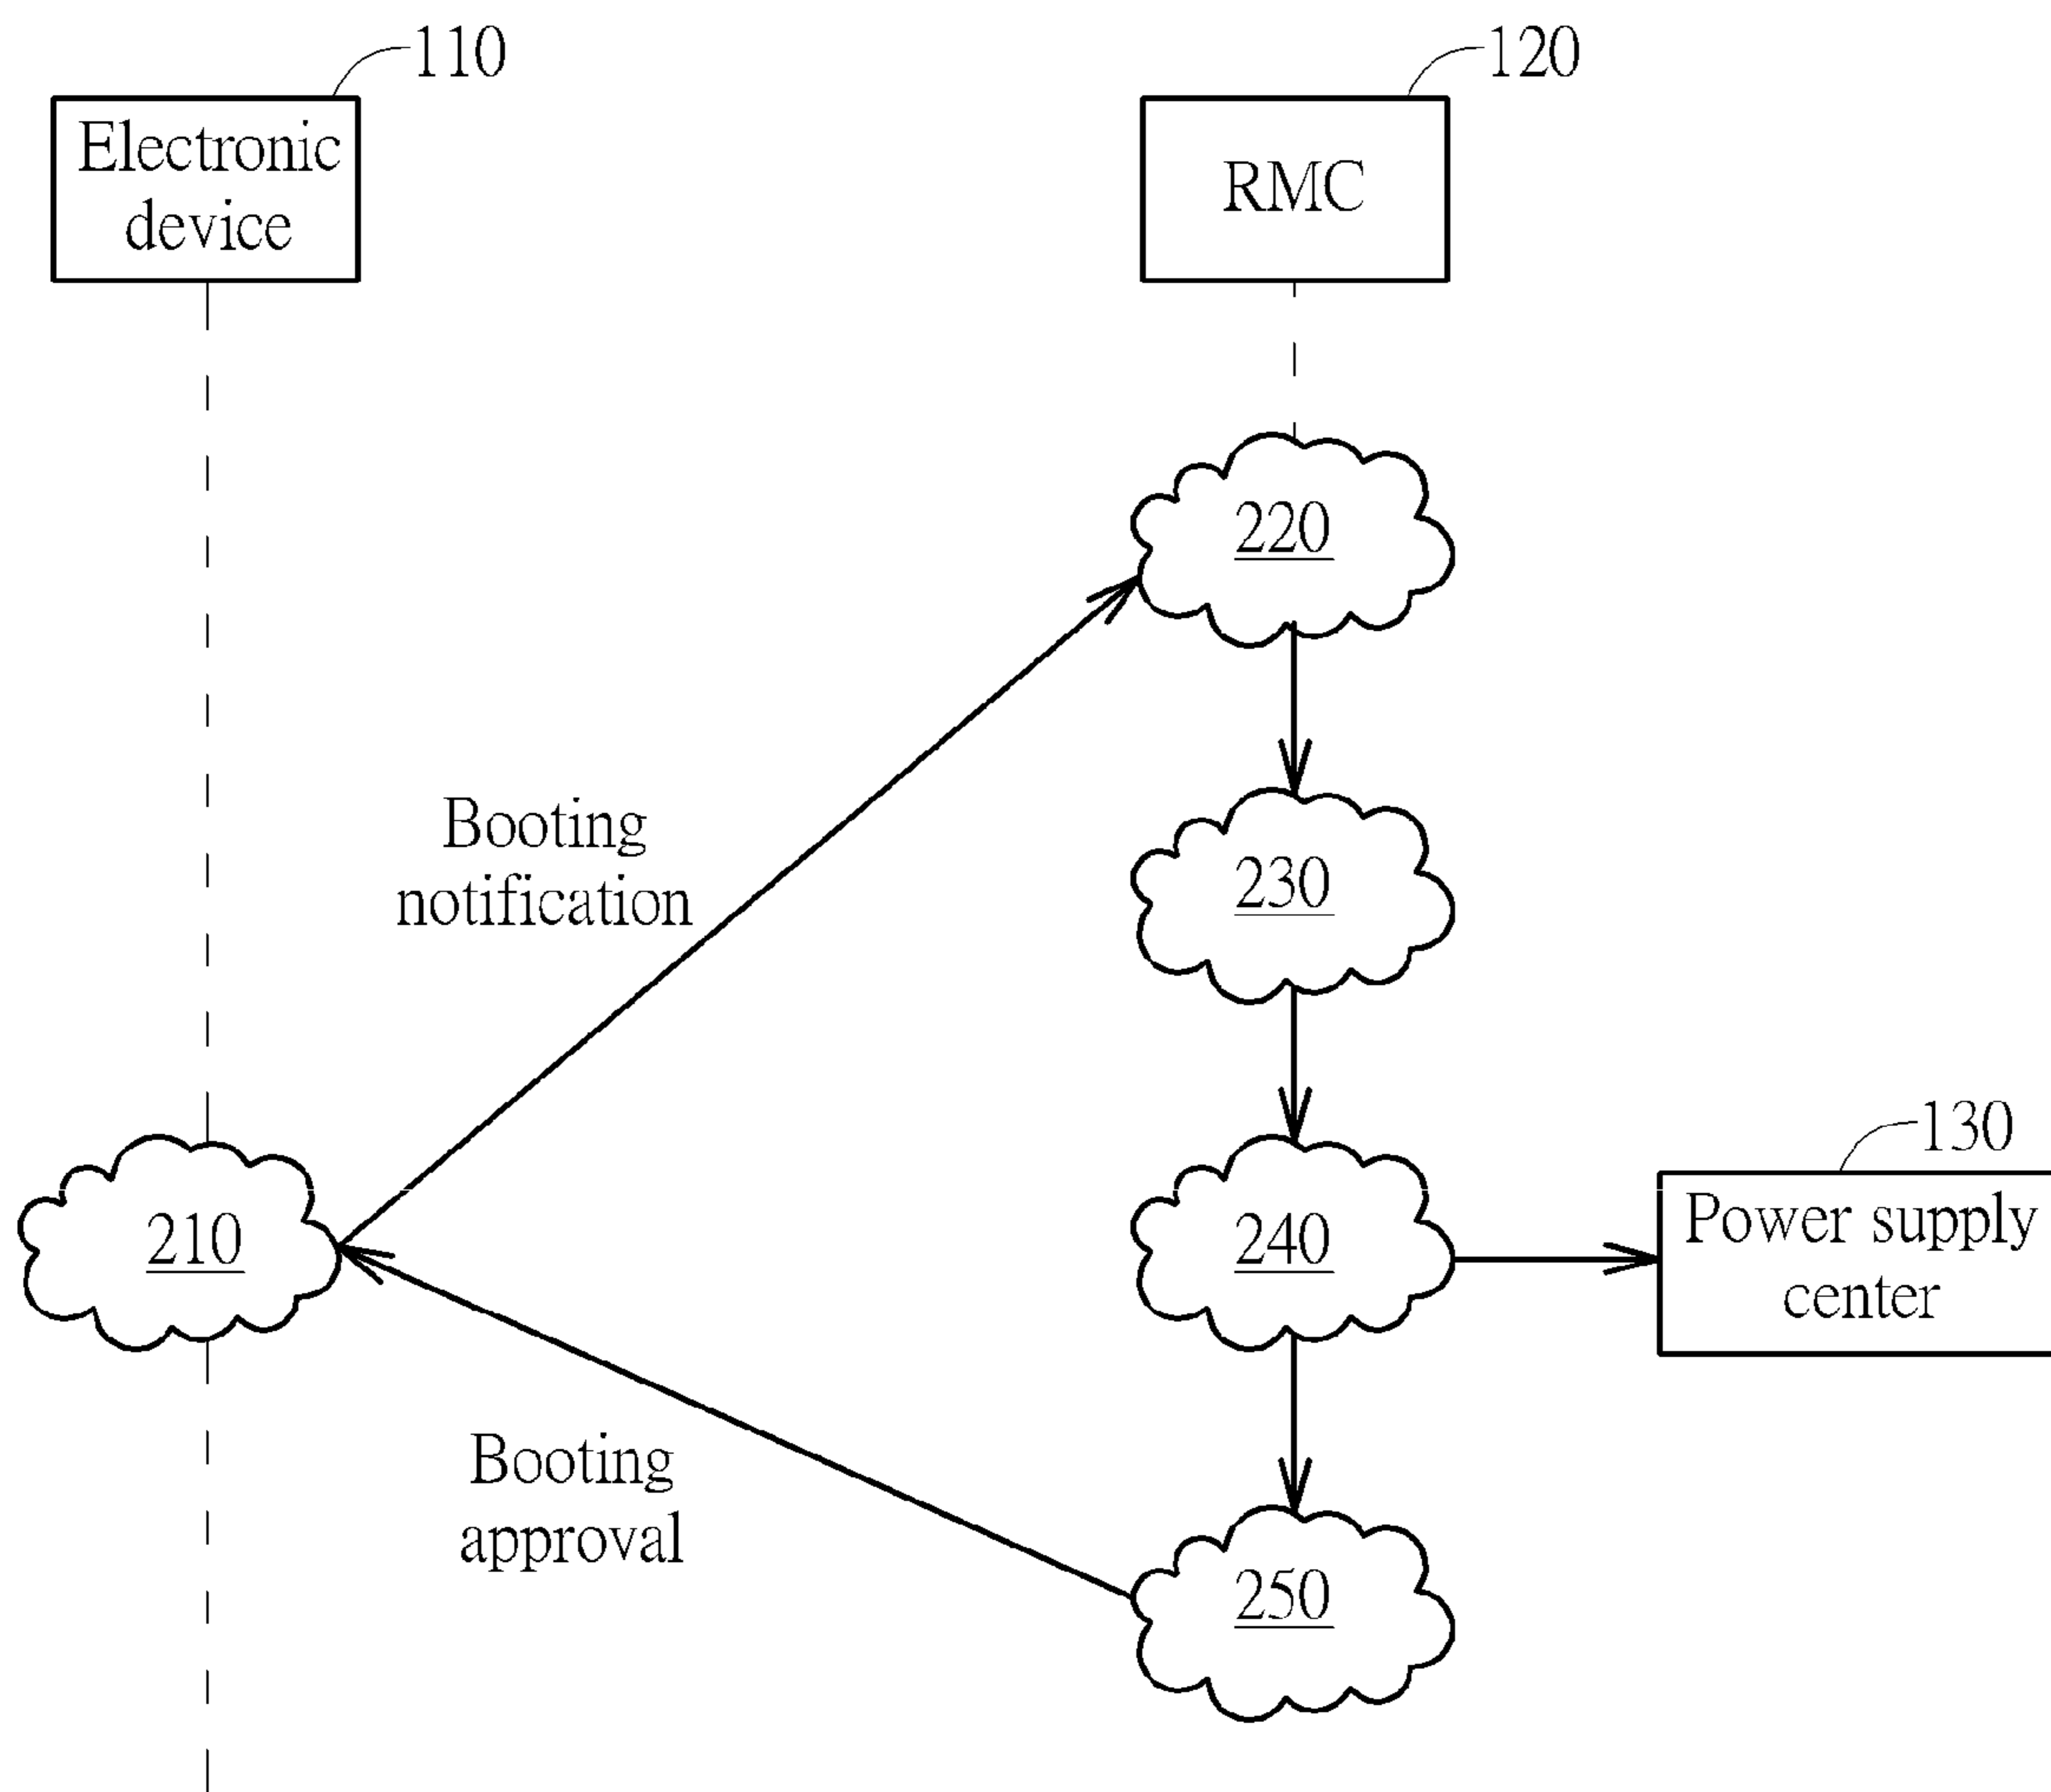 110
120
Electronic
device
RMC
220
Booting
notification
230
130
210
240
Power supply
center
Booting
approval
250